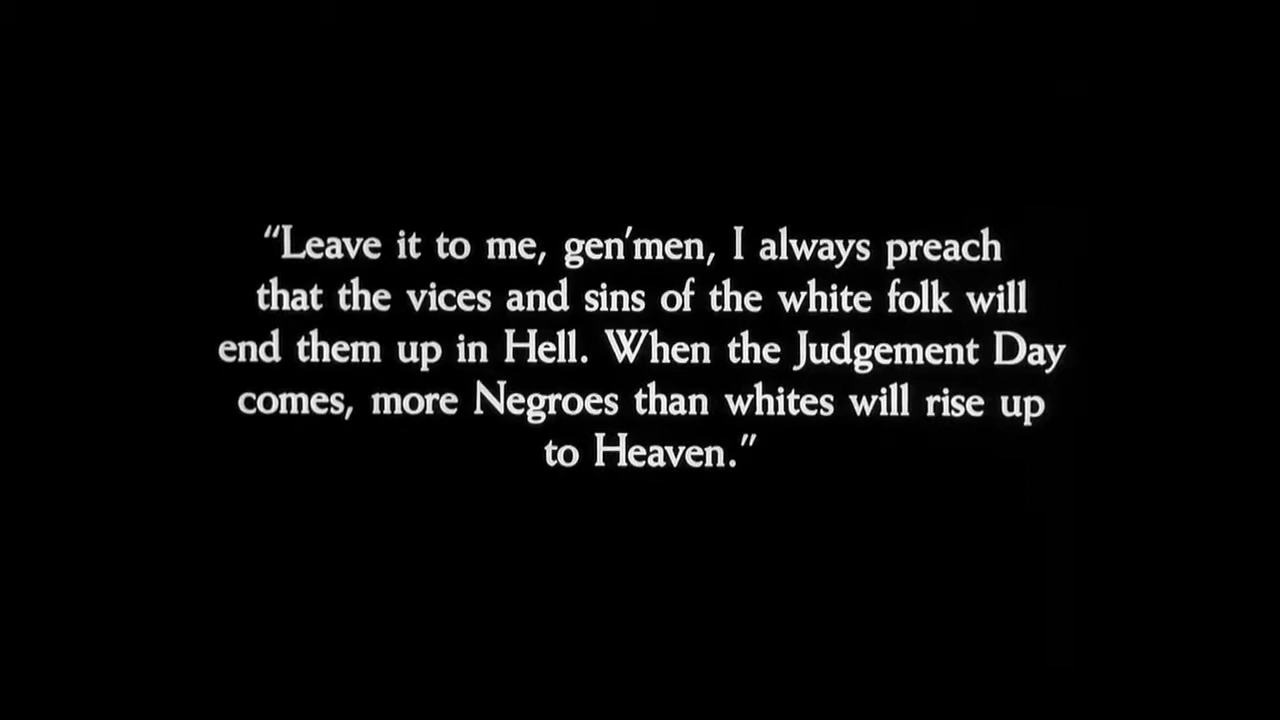 “Leave it to me, gen’men, I always preach
that the vices and sins of the white folk will
end them up in Hell. When the Judgement Day
comes, more Negroes than whites will rise up
to Heaven.”